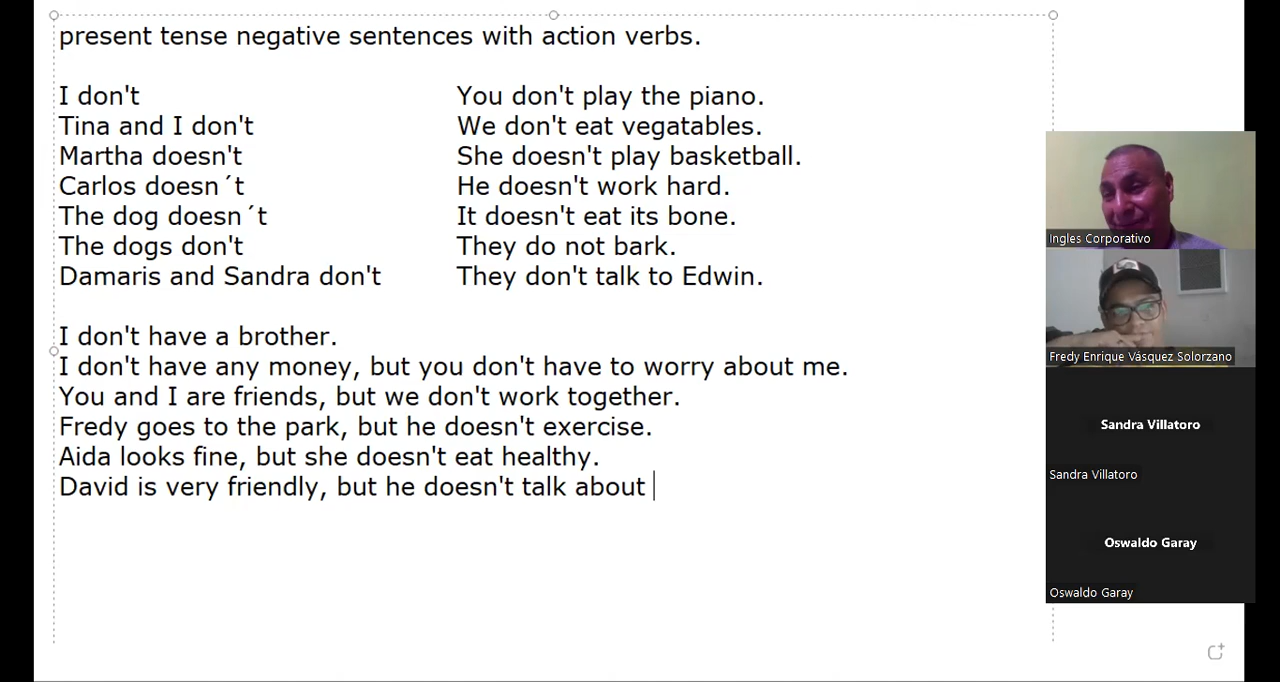 present tense negative sentences with action verbs.
I don't You don't play the piano.
Tina and I don't We don't eat vegatables.
Martha doesn't She doesn't play basketball.
Carlos doesn´t He doesn't work hard.
The dog doesn´t It doesn't eat its bone.
The dogs don't They do not bark.
Damaris and Sandra don't They don't talk to Edwin.
I don't have a brother.
I don't have any money, but you don't have to worry about me.
You and I are friends, but we don't work together.
Fredy goes to the park, but he doesn't exercise.
Aida looks fine, but she doesn't eat healthy.
David is very friendly, but he doesn't talk about
Ingles Corporativo
Fredy Enrique Vásquez Solorzano
Sandra Villatoro
Sandra Villatoro
Oswaldo Garay
Oswaldo Garay